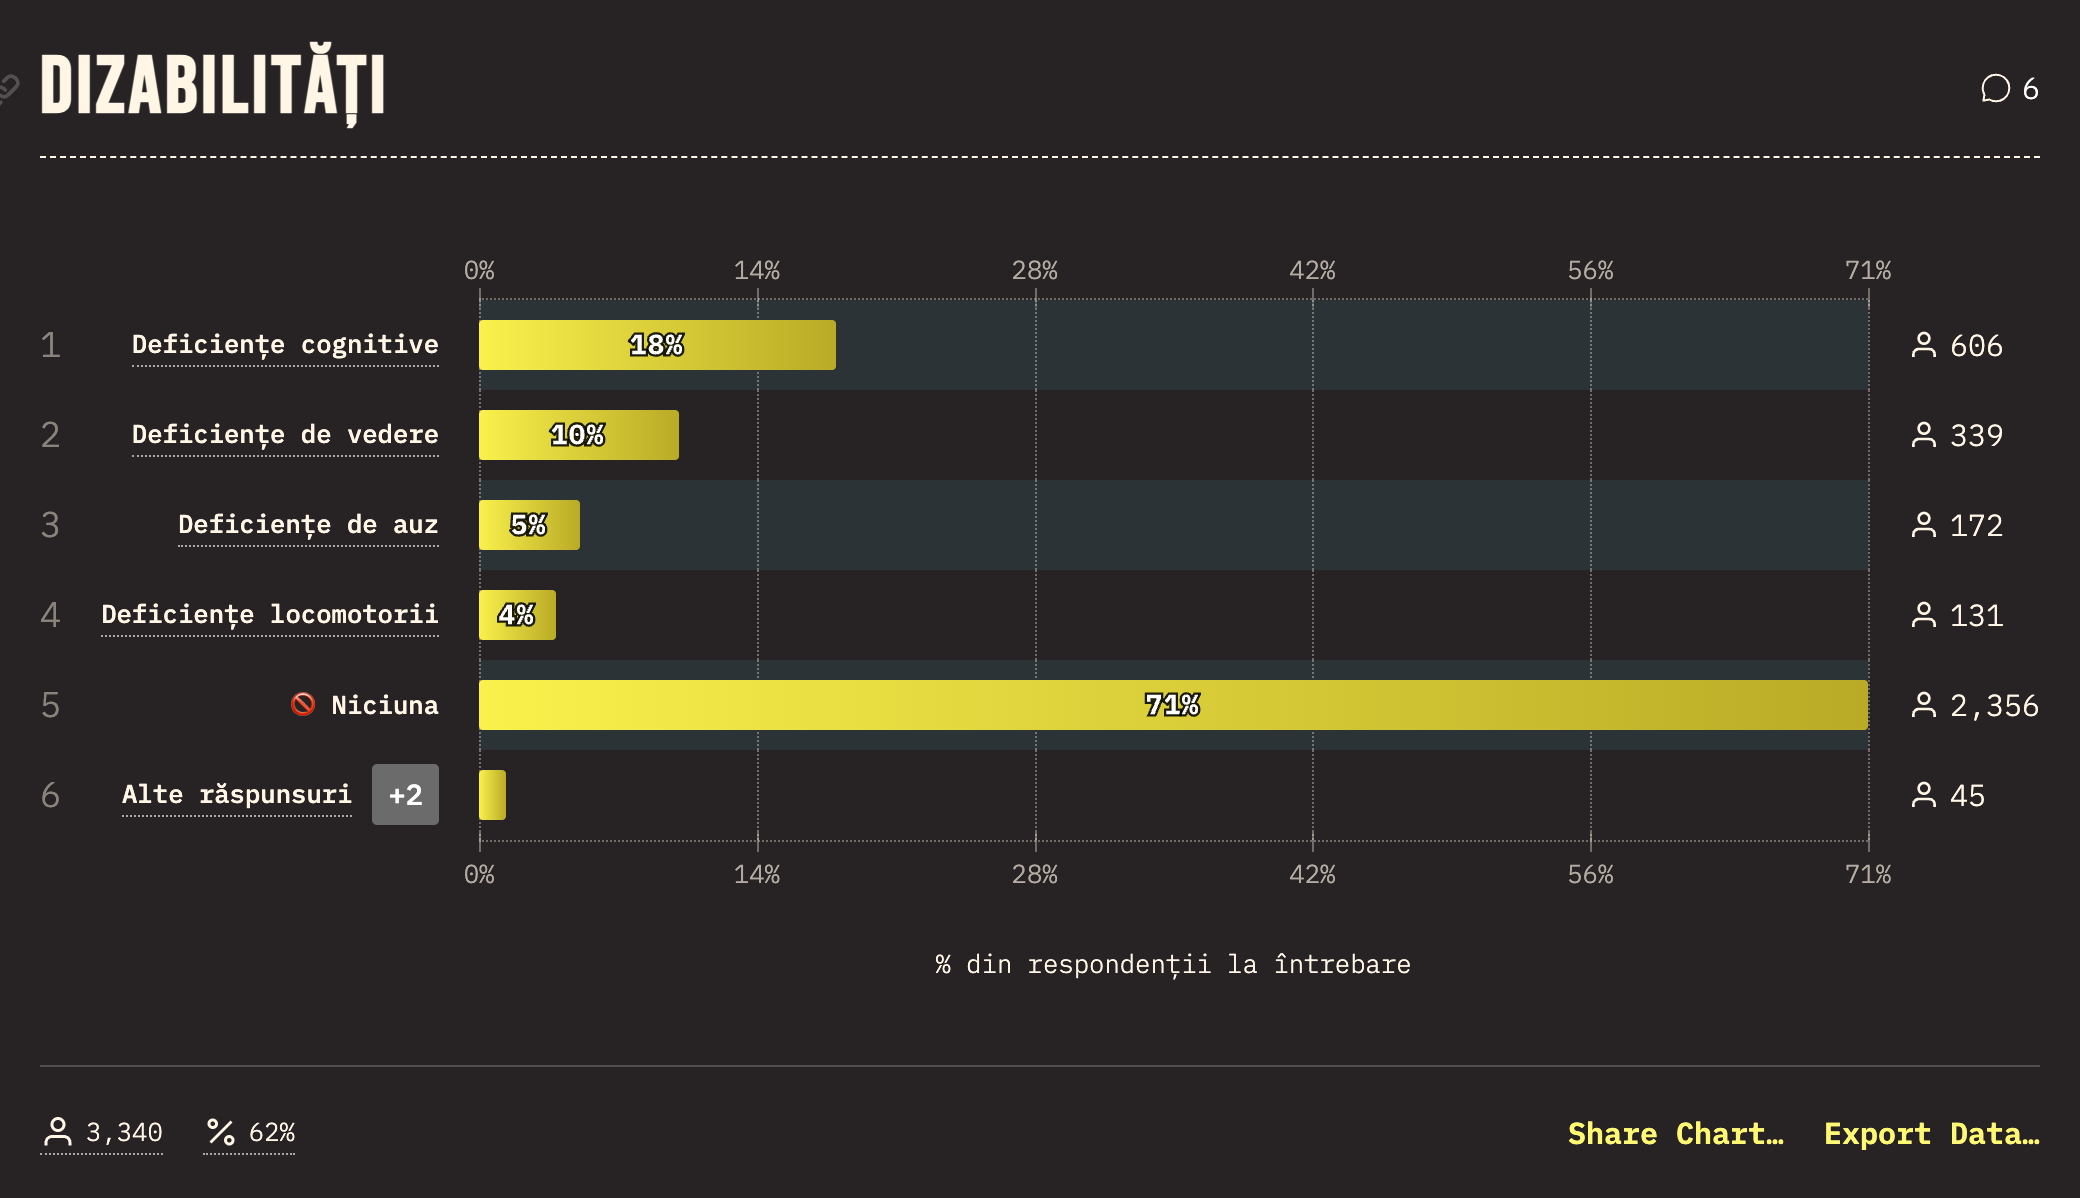 DIZABILITĂȚI
6
0% 14% 28% 42% 56% 71%
1 Deficiențe cognitive 18% 606
2 Deficiențe de vedere 10% 339
3 Deficiențe de auz 5% 172
4 Deficiențe locomotorii 4% 131
5 Niciuna 71% 2,356
6 Alte răspunsuri +2 45
0% 14% 28% 42% 56% 71%
% din respondenții la întrebare
3,340 62% Share Chart… Export Data…